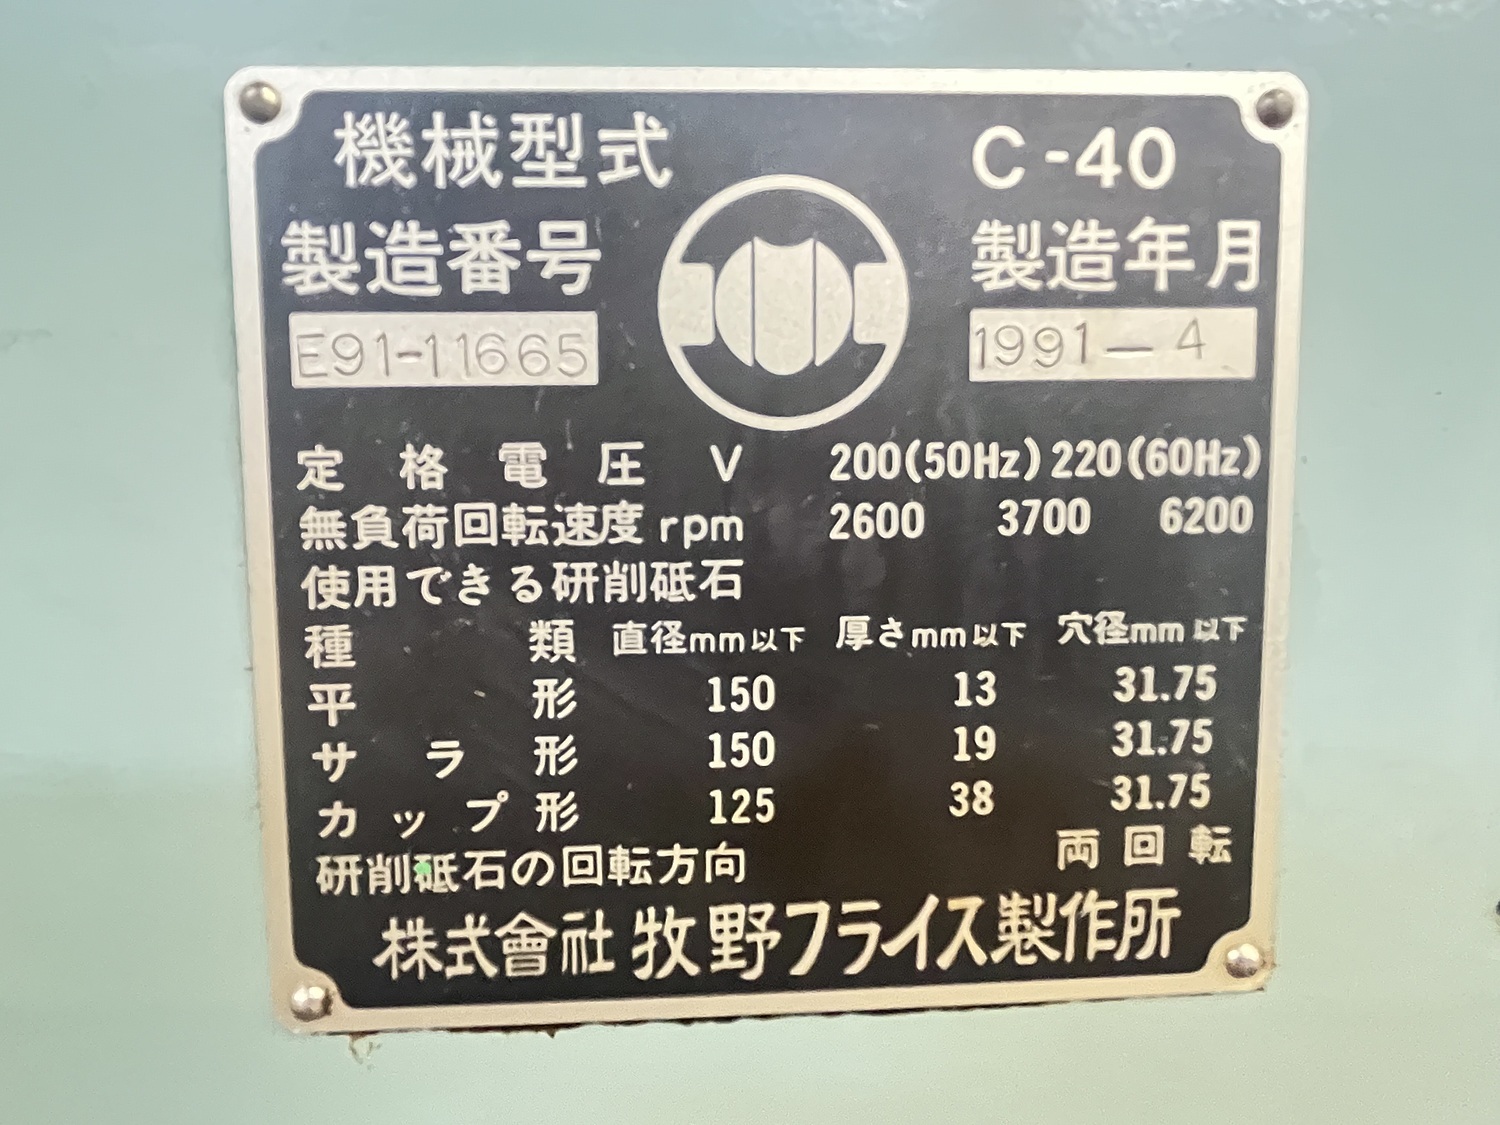 機械型式 C-40
製造番号 製造年月
E91-11665 1991-4
定格電圧 V 200(50Hz) 220(60Hz)
無負荷回転速度 rpm 2600 3700 6200
使用できる研削砥石
種類 直径mm以下 厚さmm以下 穴径mm以下
平形 150 13 31.75
サラ形 150 19 31.75
カップ形 125 38 31.75
研削砥石の回転方向 両回転
株式會社 牧野フライス製作所